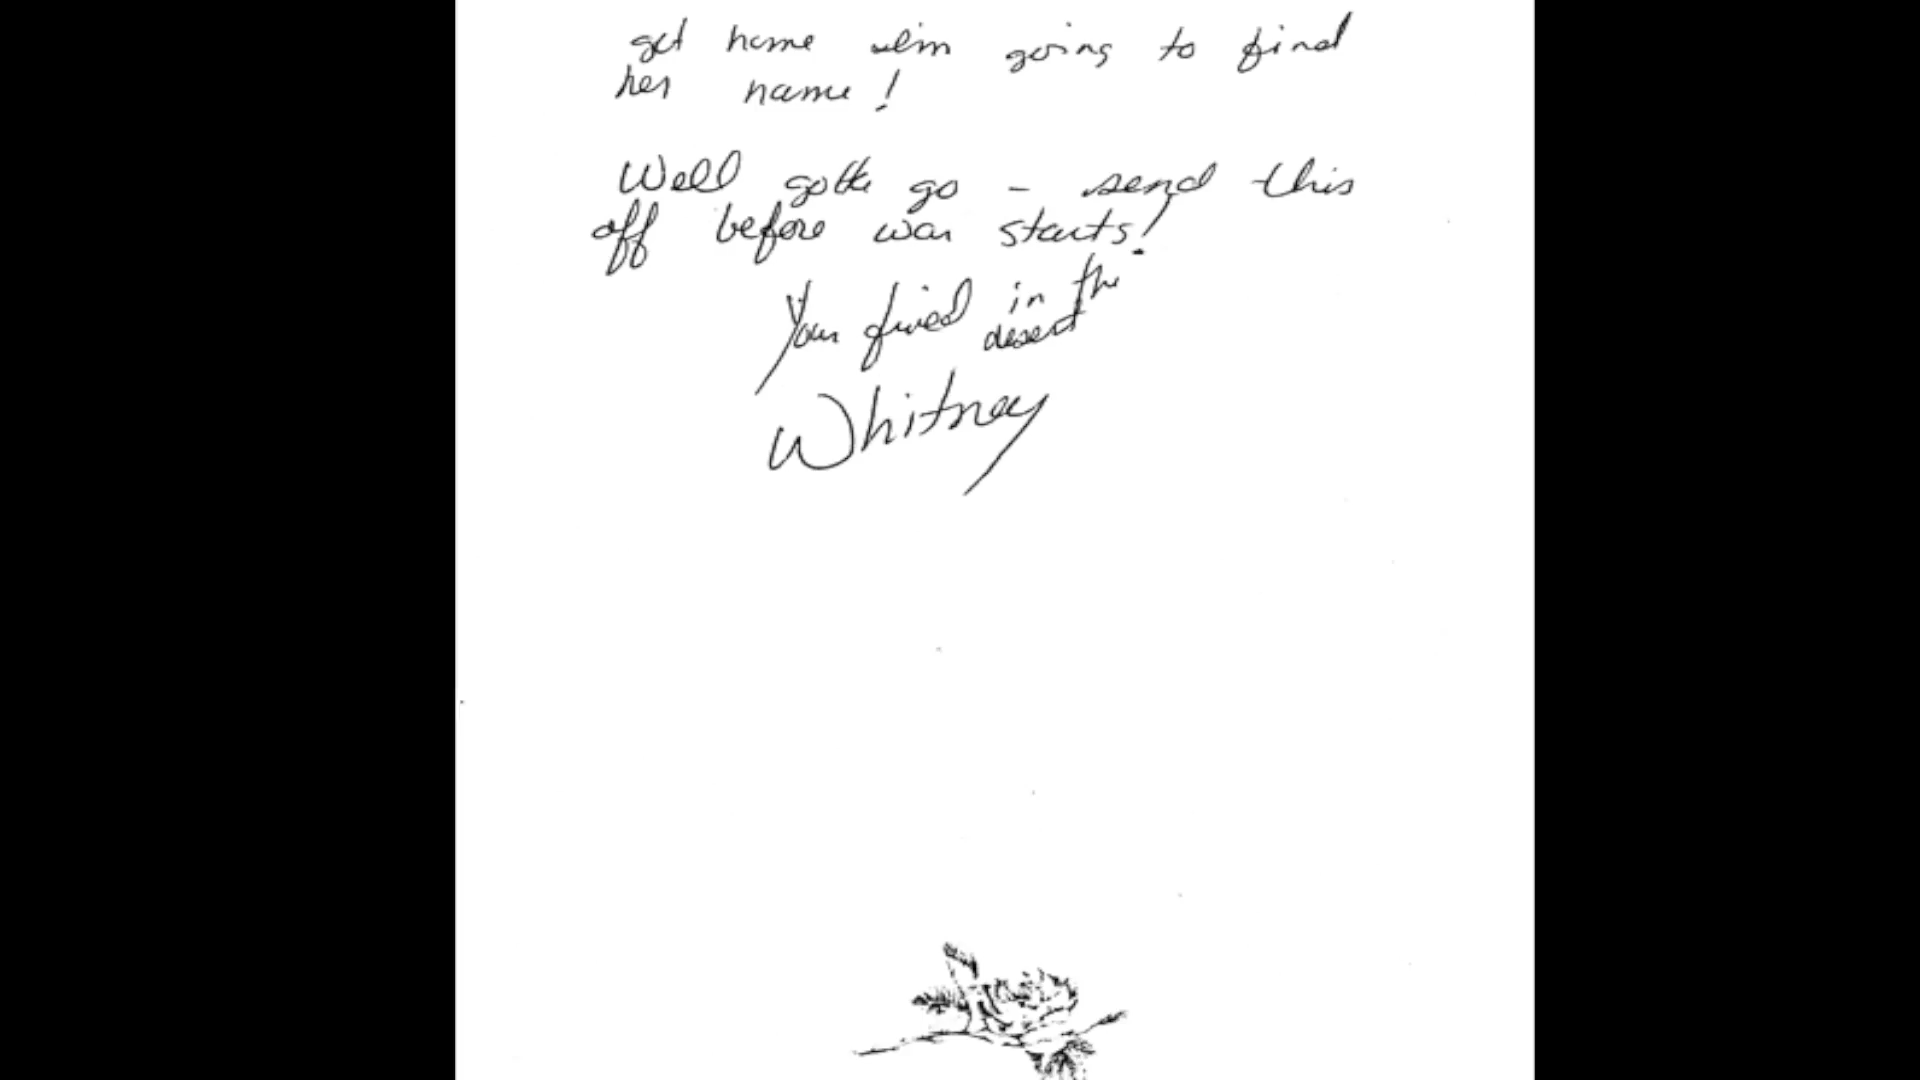 get home I'm going to find
her name!
Well gotta go - send this
off before war starts!
Your friend in the
desert
Whitney